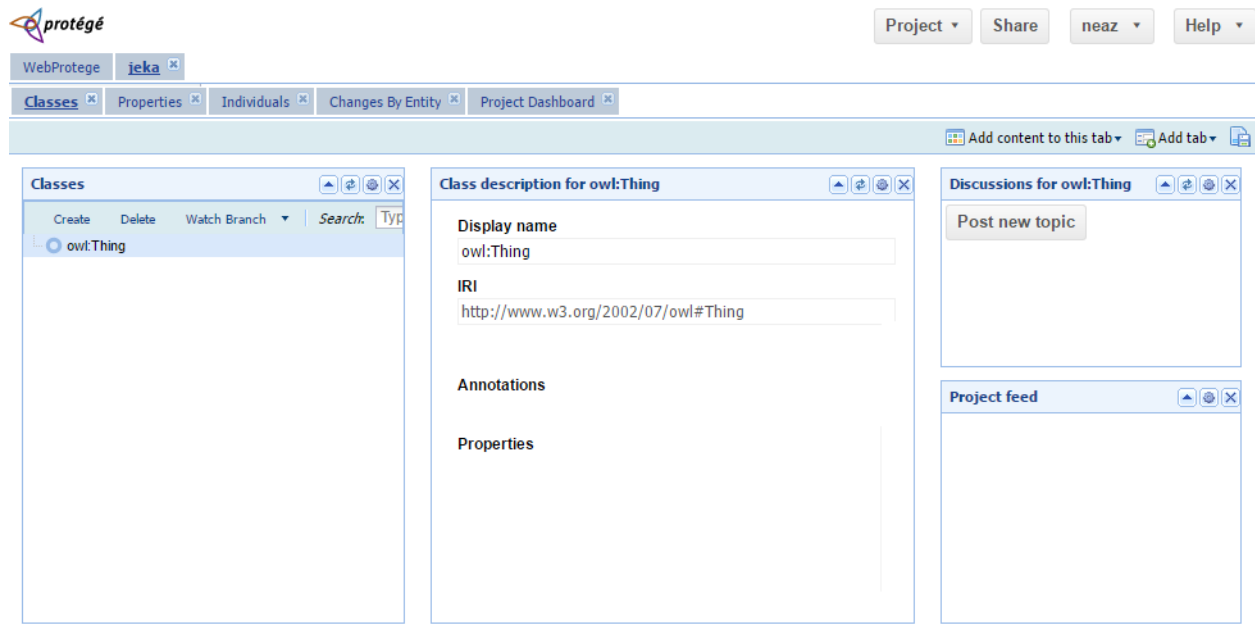 protégé
Project Share neaz Help
WebProtege jeka
Classes Properties Individuals Changes By Entity Project Dashboard
Add content to this tab Add tab
Classes
Create Delete Watch Branch Search: Typ
owl:Thing
Class description for owl:Thing
Display name
owl:Thing
IRI
http://www.w3.org/2002/07/owl#Thing
Annotations
Properties
Discussions for owl:Thing
Post new topic
Project feed